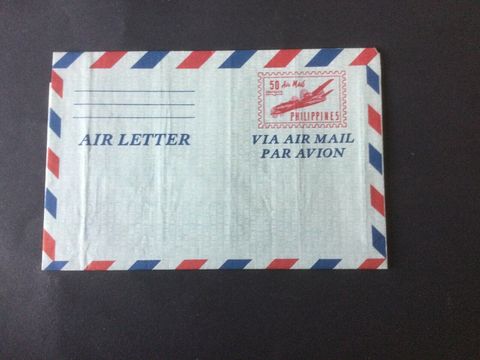 50 Air Mail
PHILIPPINES
AIR LETTER
VIA AIR MAIL
PAR AVION